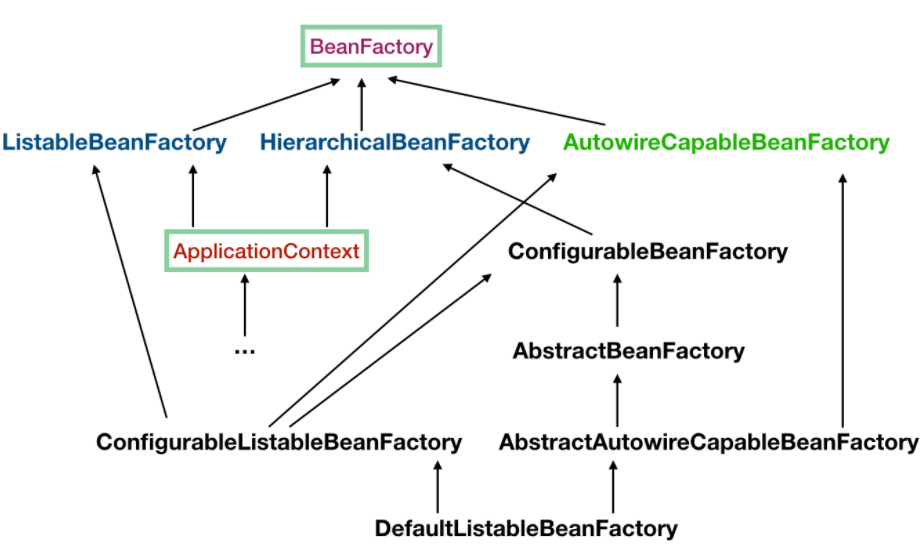 BeanFactory
ListableBeanFactory
HierarchicalBeanFactory
AutowireCapableBeanFactory
ApplicationContext
ConfigurableBeanFactory
...
AbstractBeanFactory
ConfigurableListableBeanFactory
AbstractAutowireCapableBeanFactory
DefaultListableBeanFactory